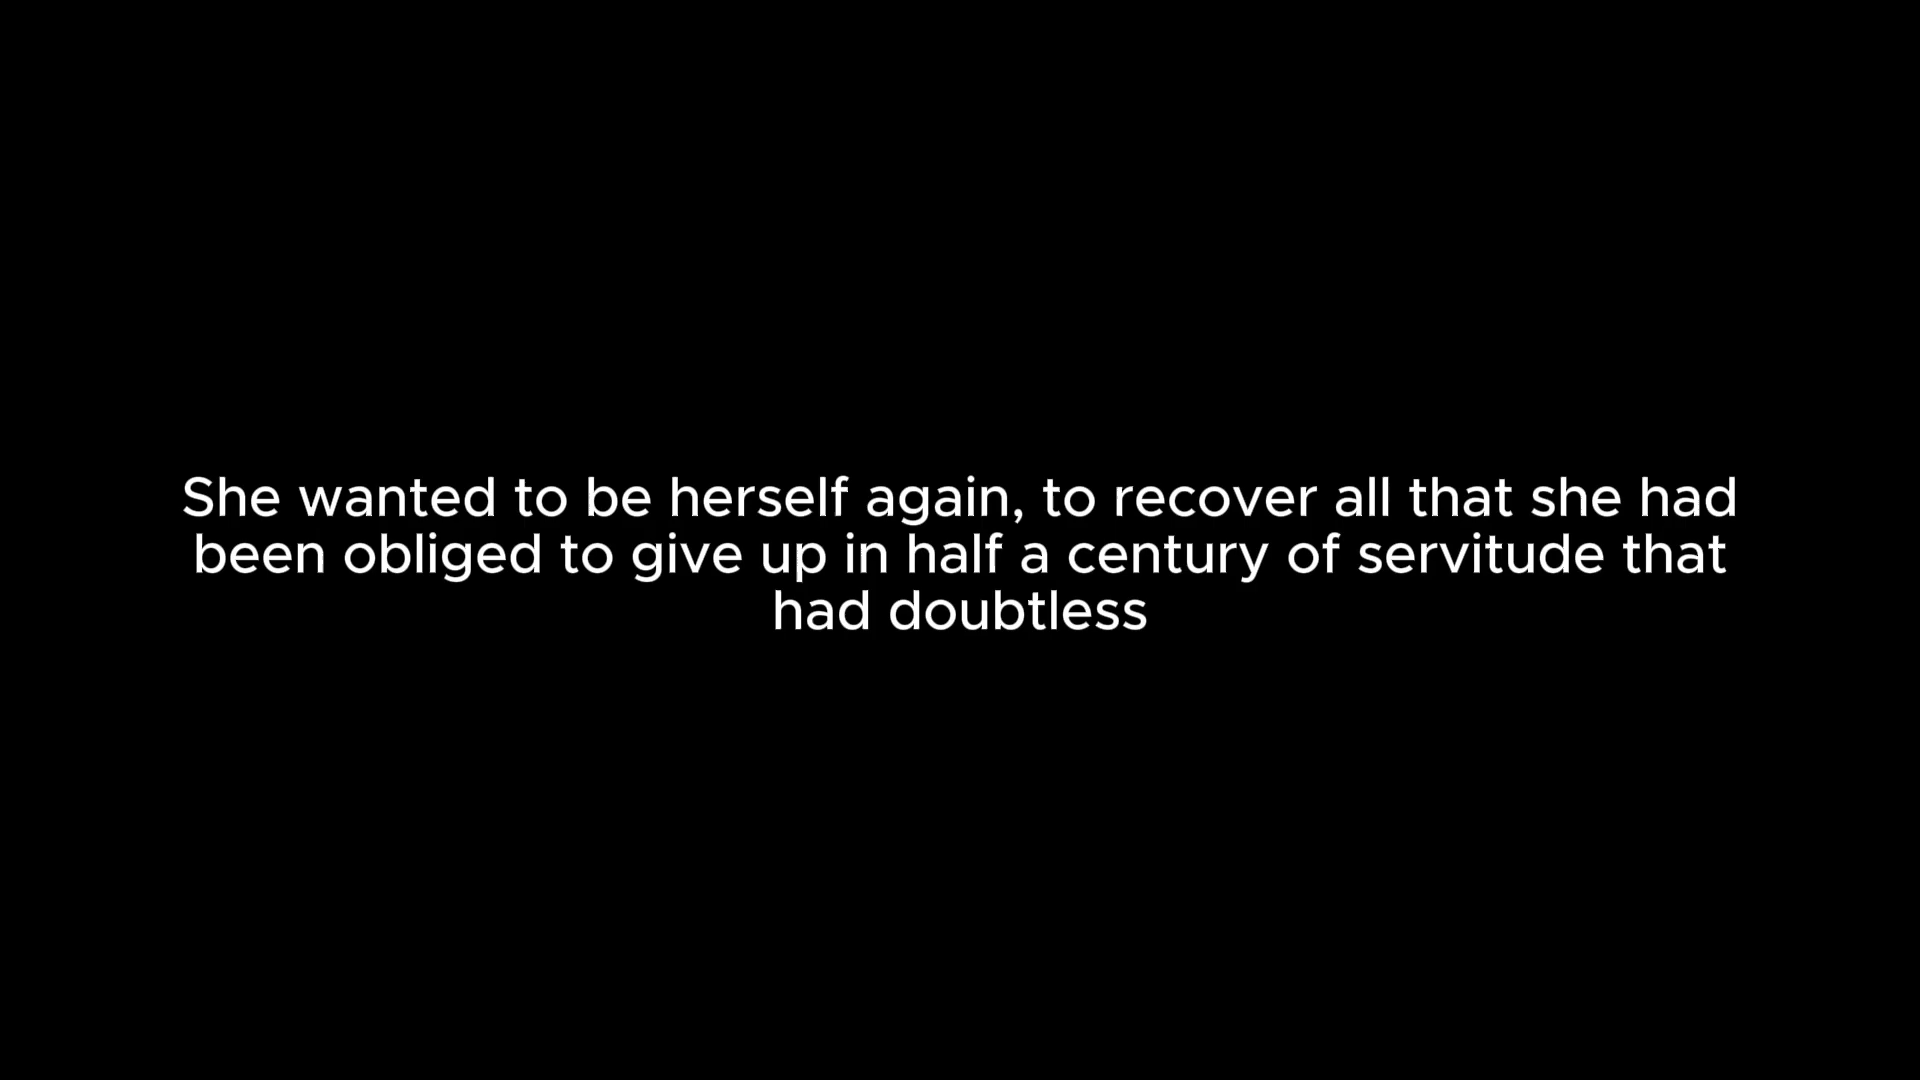 She wanted to be herself again, to recover all that she had
been obliged to give up in half a century of servitude that
had doubtless